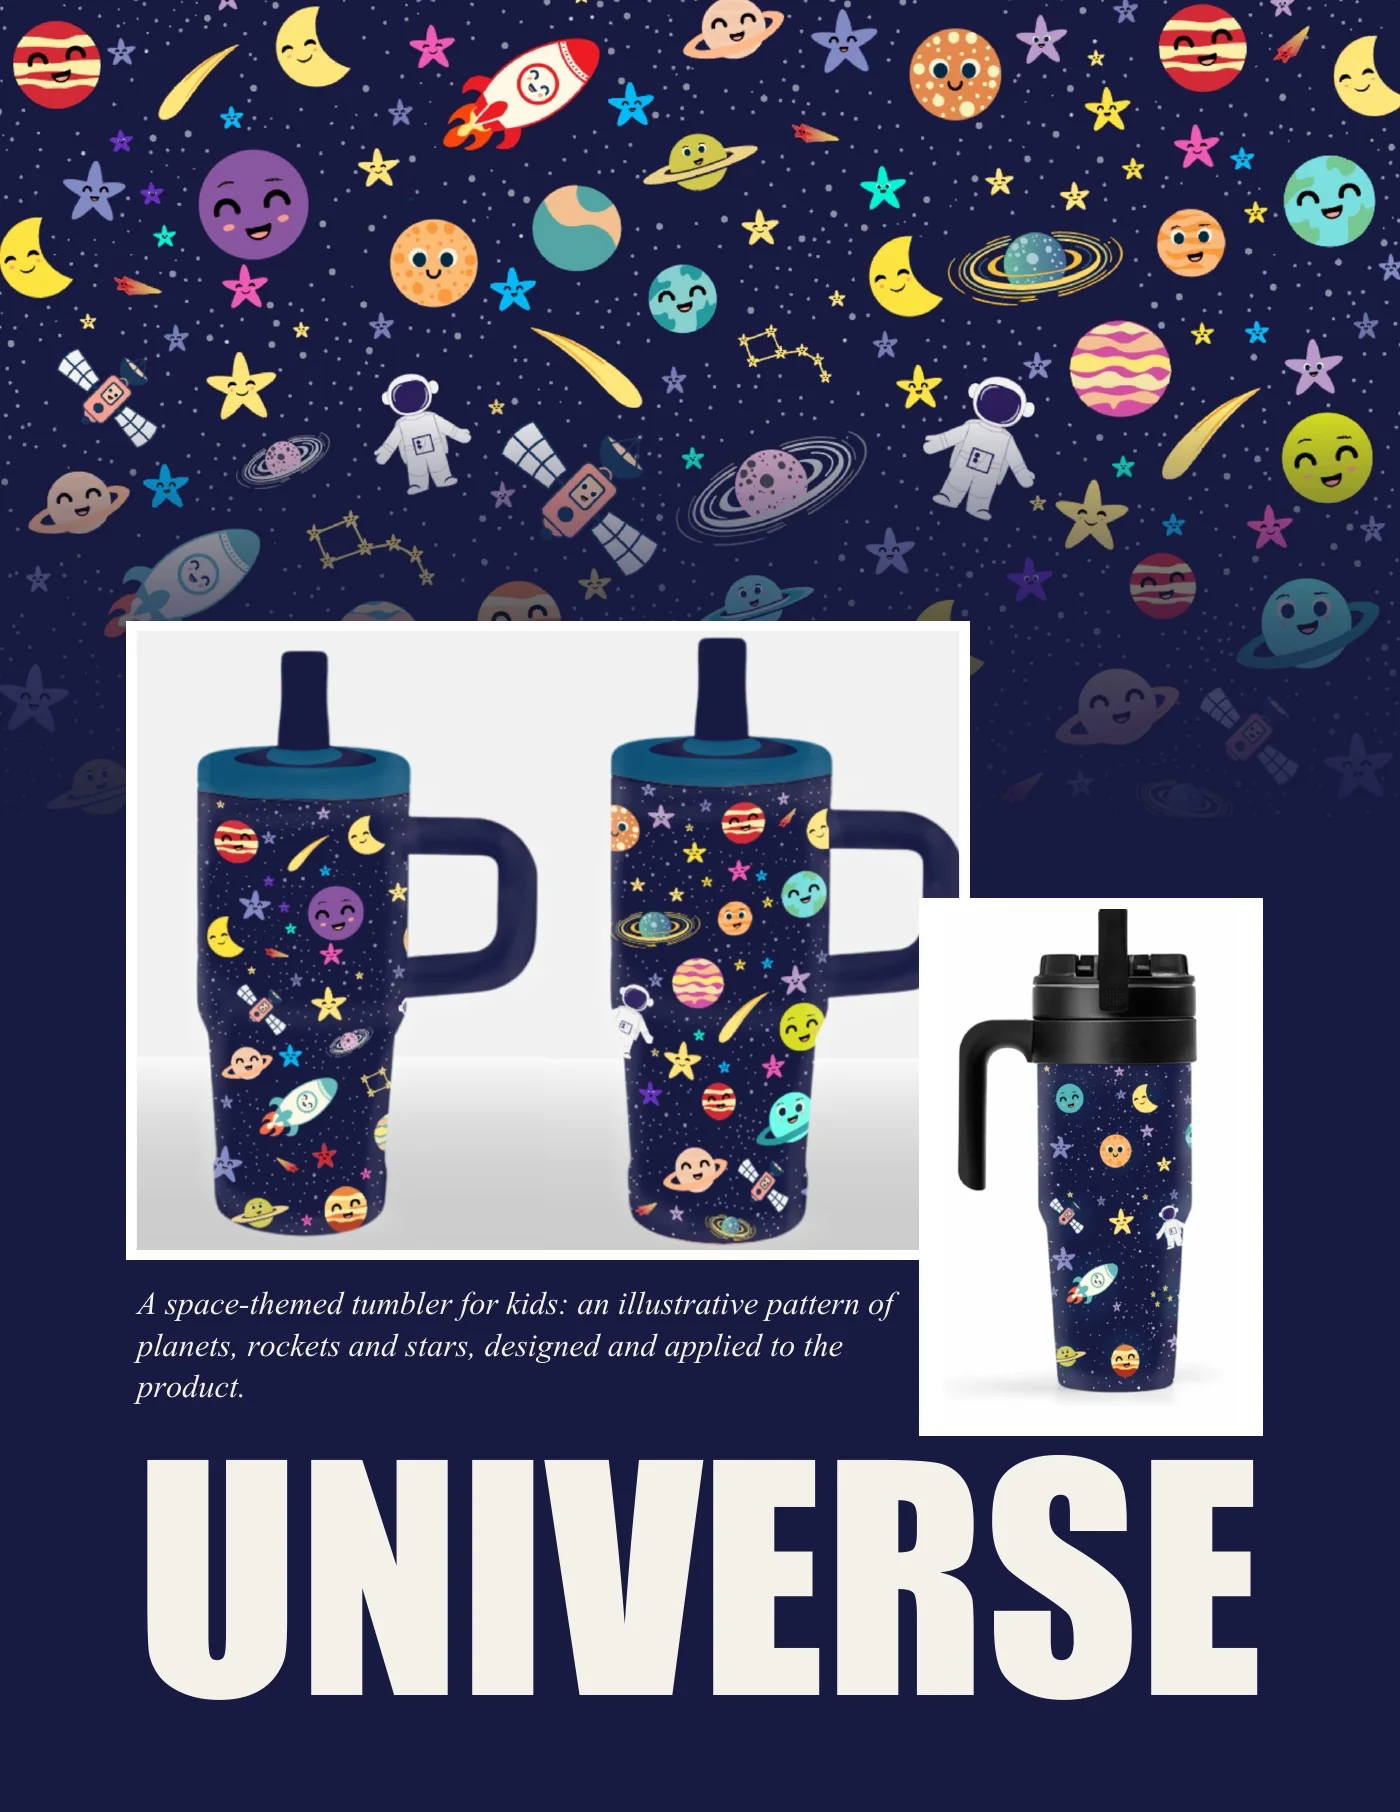 A space-themed tumbler for kids: an illustrative pattern of
planets, rockets and stars, designed and applied to the
product.
UNIVERSE